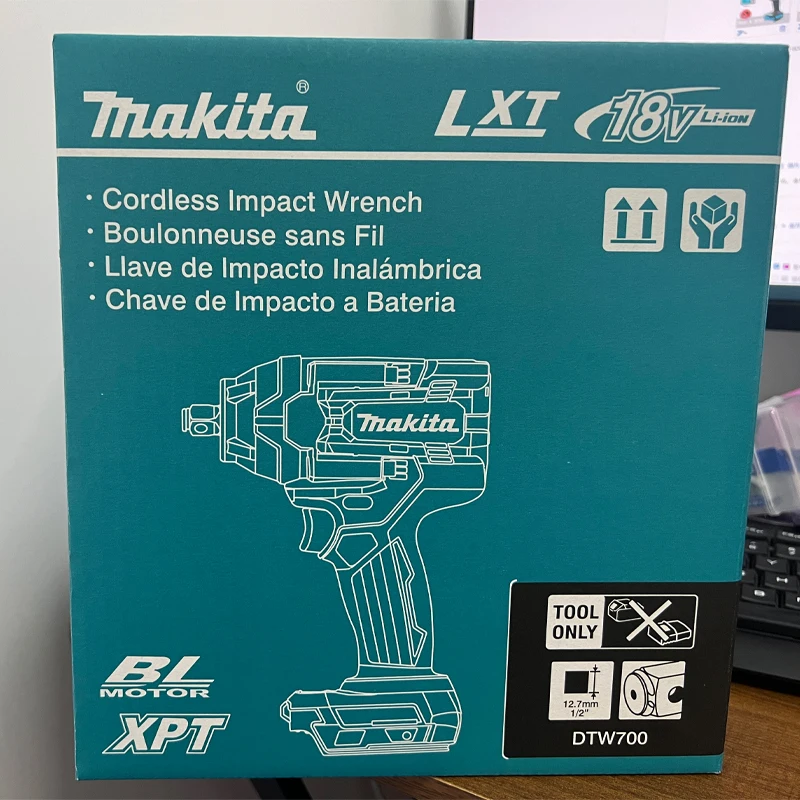 makita®
LXT
18V Li-ion
· Cordless Impact Wrench
· Boulonneuse sans Fil
· Llave de Impacto Inalámbrica
· Chave de Impacto a Bateria
makita
TOOL
ONLY
BL
MOTOR
12.7mm
1/2"
XPT
DTW700